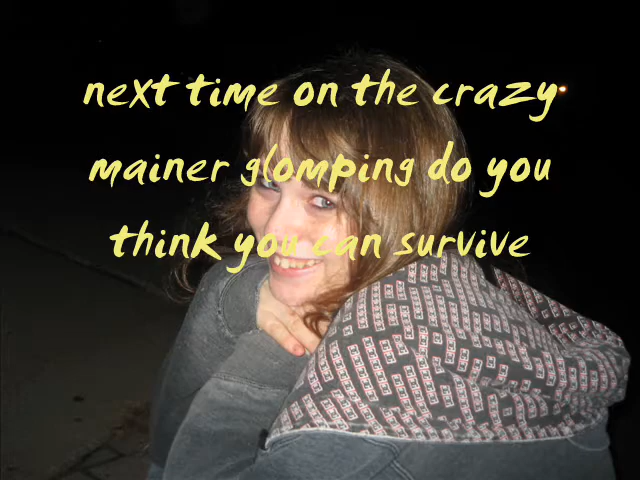 next time on the crazy
mainer glomping do you
think you can survive